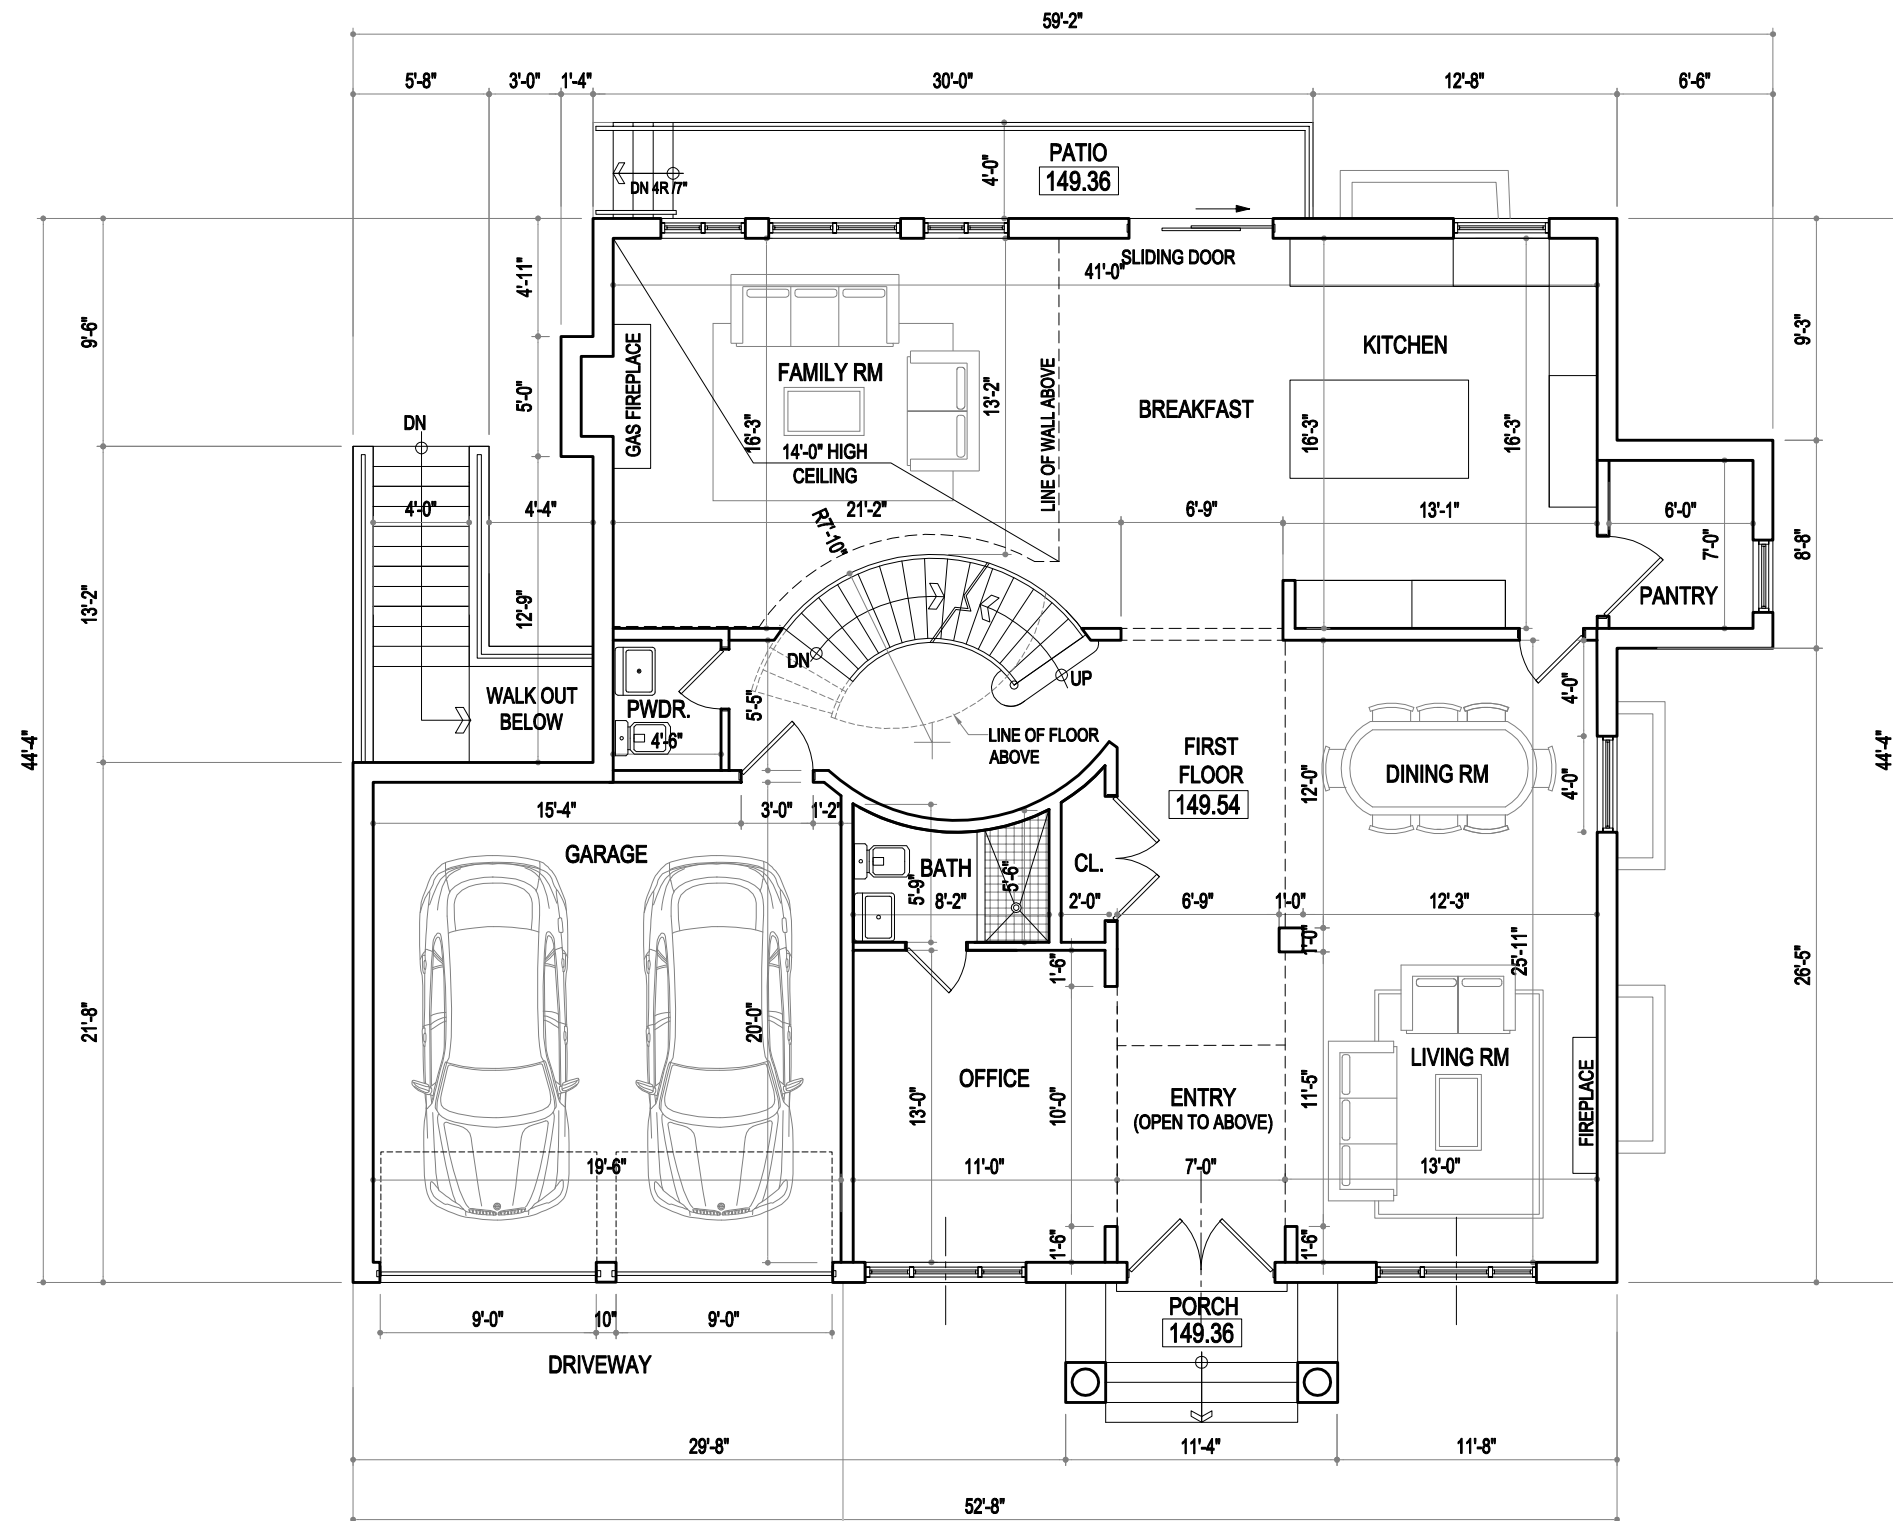 59'-2"
5'-8" 3'-0" 1'-4" 30'-0" 12'-8" 6'-6"
PATIO
149.36
4'-0"
DN 4R /7"
SLIDING DOOR
41'-0"
4'-11"
9'-6"
9'-3"
GAS FIREPLACE
FAMILY RM
KITCHEN
5'-0"
13'-2"
LINE OF WALL ABOVE
BREAKFAST
DN
16'-3"
16'-3"
16'-3"
14'-0" HIGH
CEILING
4'-0" 4'-4" 21'-2" 6'-9" 13'-1" 6'-0"
R7'-10"
7'-0"
8'-8"
13'-2"
12'-9"
PANTRY
DN
UP
WALK OUT
BELOW
PWDR.
4'-6"
5'-5"
4'-0"
LINE OF FLOOR
ABOVE
FIRST
FLOOR
149.54
DINING RM
44'-4"
44'-4"
12'-0"
4'-0"
15'-4" 3'-0" 1'-2"
GARAGE
BATH
CL.
5'-9"
5'-6"
8'-2" 2'-0" 6'-9" 1'-0" 12'-3"
1'-0"
25'-11"
1'-6"
26'-5"
21'-8"
20'-0"
LIVING RM
OFFICE
ENTRY
(OPEN TO ABOVE)
13'-0"
10'-0"
11'-5"
FIREPLACE
19'-6" 11'-0" 7'-0" 13'-0"
1'-6"
1'-6"
PORCH
149.36
9'-0" 10" 9'-0"
DRIVEWAY
29'-8" 11'-4" 11'-8"
52'-8"